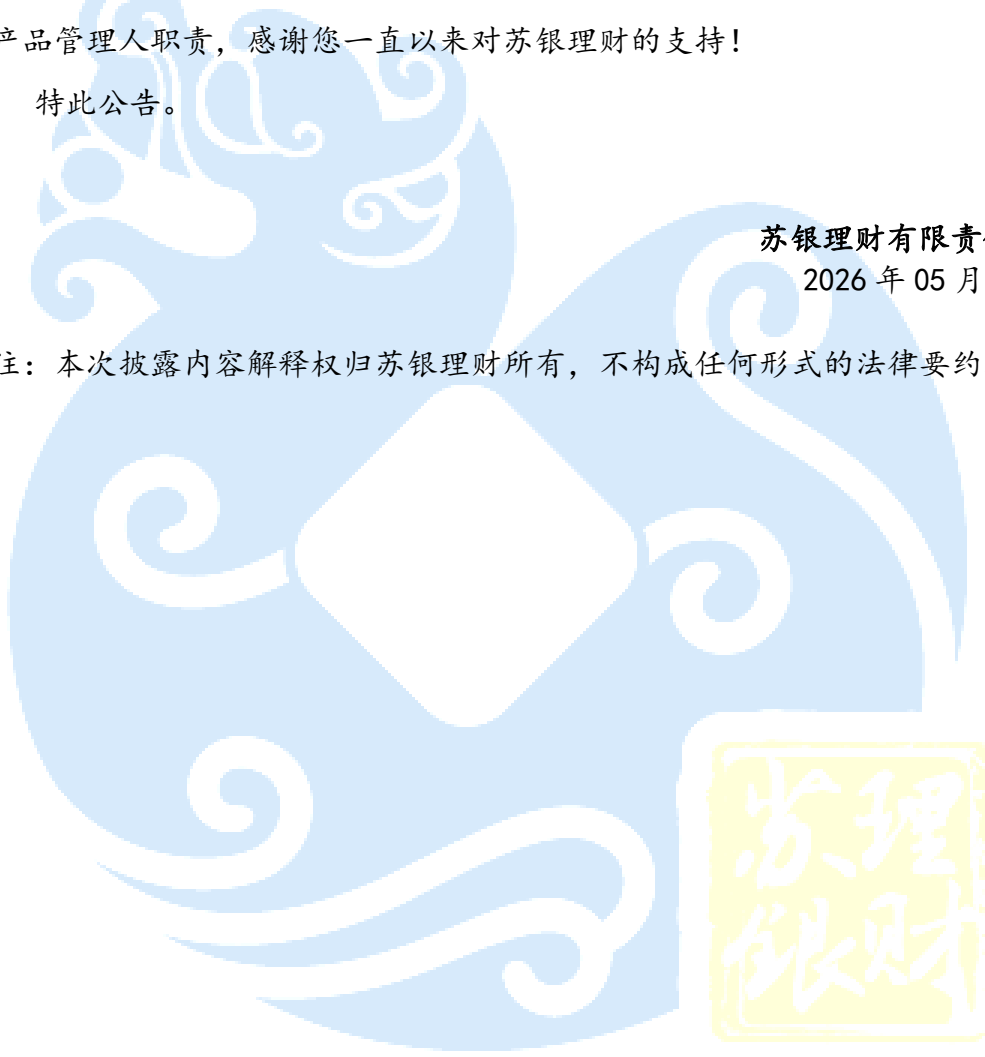 产品管理人职责，感谢您一直以来对苏银理财的支持！
特此公告。
苏银理财有限责
2026 年 05 月
注：本次披露内容解释权归苏银理财所有，不构成任何形式的法律要约
苏理
银财